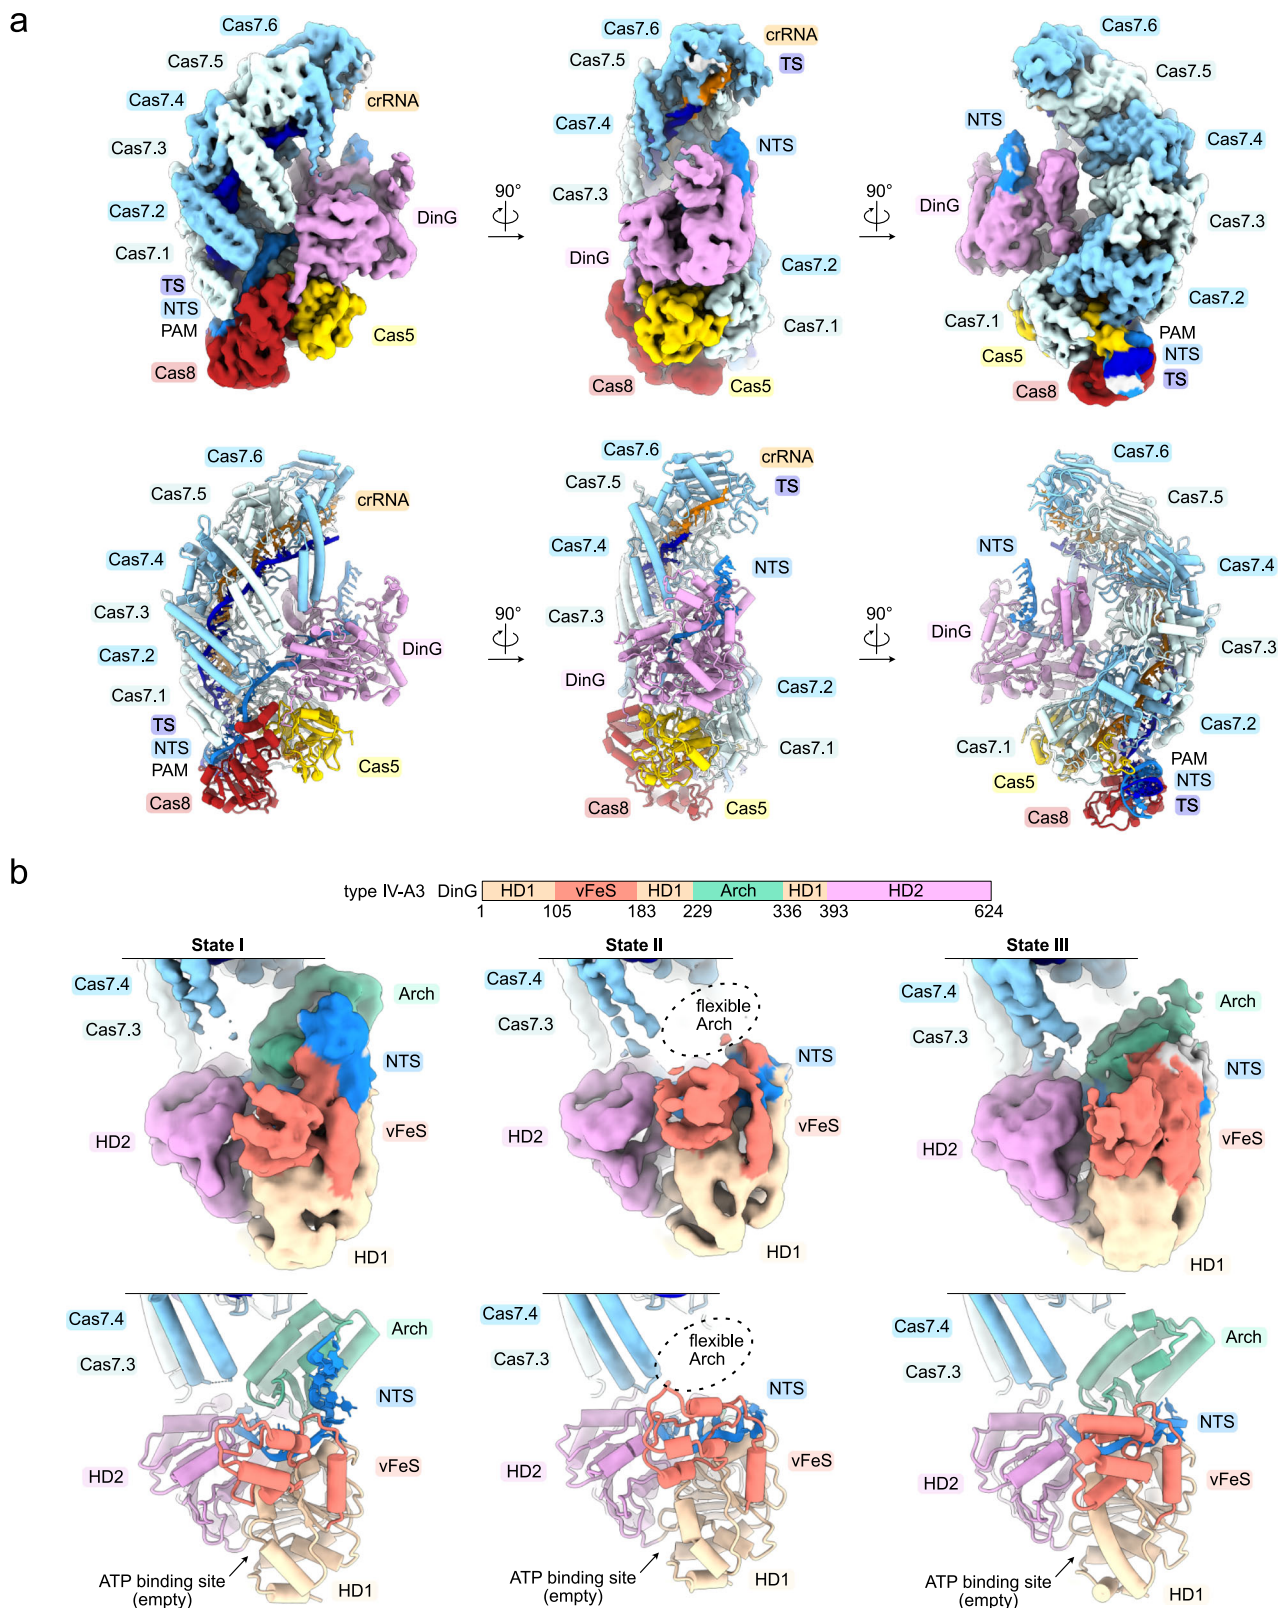 a
Cas7.6
Cas7.5
Cas7.4
crRNA
Cas7.3
Cas7.2
DinG
Cas7.1
TS
NTS
PAM
Cas5
Cas8
90°
Cas7.6
crRNA
Cas7.5
TS
Cas7.4
NTS
Cas7.3
DinG
Cas7.2
Cas7.1
Cas8
Cas5
90°
Cas7.6
Cas7.5
NTS
Cas7.4
DinG
Cas7.3
Cas7.2
Cas7.1
PAM
Cas5
NTS
Cas8
TS
Cas7.6
Cas7.5
crRNA
Cas7.4
Cas7.3
Cas7.2
DinG
Cas7.1
TS
NTS
PAM
Cas5
Cas8
90°
Cas7.6
crRNA
Cas7.5
TS
Cas7.4
NTS
Cas7.3
DinG
Cas7.2
Cas7.1
Cas8
Cas5
90°
Cas7.6
Cas7.5
NTS
Cas7.4
DinG
Cas7.3
Cas7.2
Cas7.1
PAM
Cas5
NTS
Cas8
TS
b
type IV-A3 DinG HD1 vFeS HD1 Arch HD1 HD2
1 105 183 229 336 393 624
State I
Cas7.4
Arch
Cas7.3
NTS
vFeS
HD2
HD1
State II
Cas7.4
flexible
Arch
Cas7.3
NTS
HD2
vFeS
HD1
State III
Cas7.4
Arch
Cas7.3
NTS
HD2
vFeS
HD1
Cas7.4
Arch
Cas7.3
NTS
HD2
vFeS
ATP binding site
(empty)
HD1
Cas7.4
flexible
Arch
Cas7.3
NTS
HD2
vFeS
ATP binding site
(empty)
HD1
Cas7.4
Arch
Cas7.3
NTS
HD2
vFeS
ATP binding site
(empty)
HD1